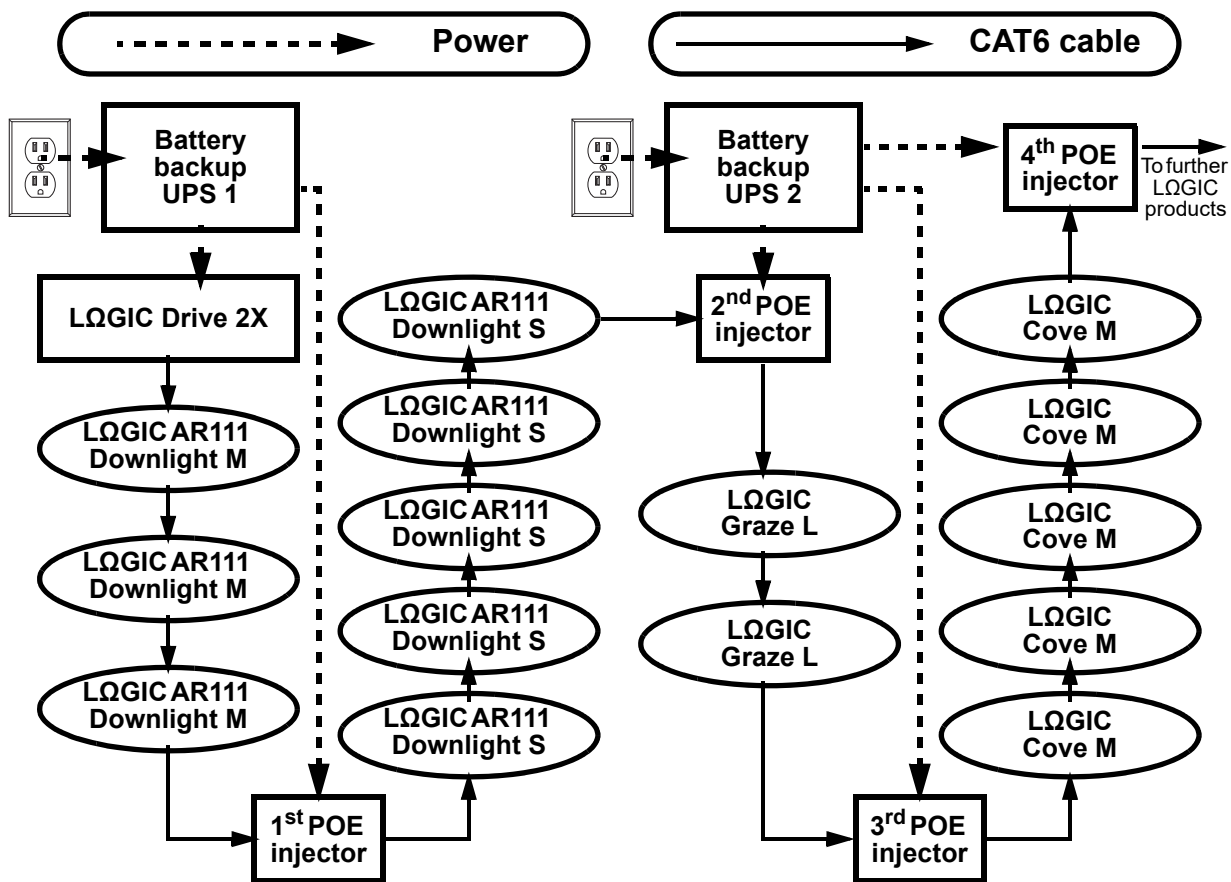 Power
CAT6 cable
Battery
backup
UPS 1
Battery
backup
UPS 2
4th POE
injector
To further
LΩGIC
products
LΩGIC Drive 2X
LΩGIC AR111
Downlight S
2nd POE
injector
LΩGIC
Cove M
LΩGIC AR111
Downlight M
LΩGIC AR111
Downlight S
LΩGIC
Cove M
LΩGIC AR111
Downlight S
LΩGIC
Graze L
LΩGIC
Cove M
LΩGIC AR111
Downlight M
LΩGIC AR111
Downlight S
LΩGIC
Graze L
LΩGIC
Cove M
LΩGIC AR111
Downlight M
LΩGIC AR111
Downlight S
LΩGIC
Cove M
1st POE
injector
3rd POE
injector